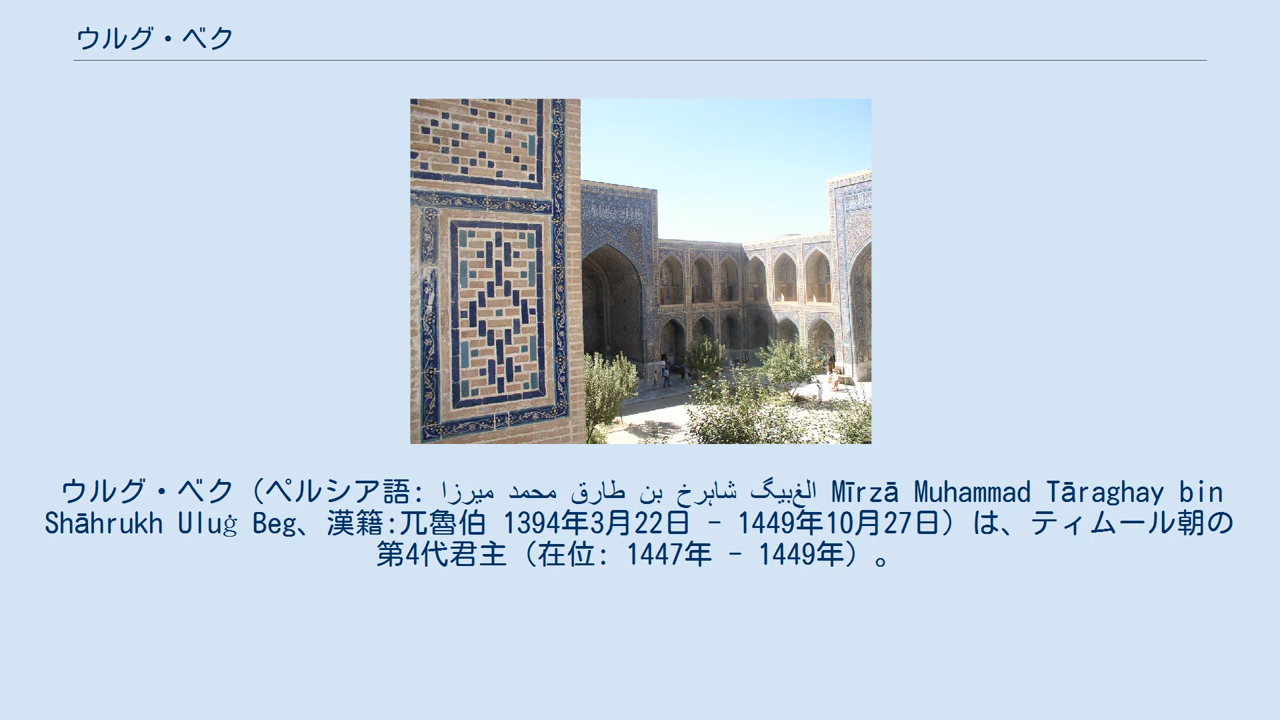 ウルグ・ベク
ウルグ・ベク（ペルシア語: میرزا محمد طارق بن شاہرخ الغ‌بیگ Mīrzā Muhammad Tāraghay bin
Shāhrukh Uluġ Beg、漢籍:兀魯伯 1394年3月22日 - 1449年10月27日）は、ティムール朝の
第4代君主（在位: 1447年 - 1449年）。